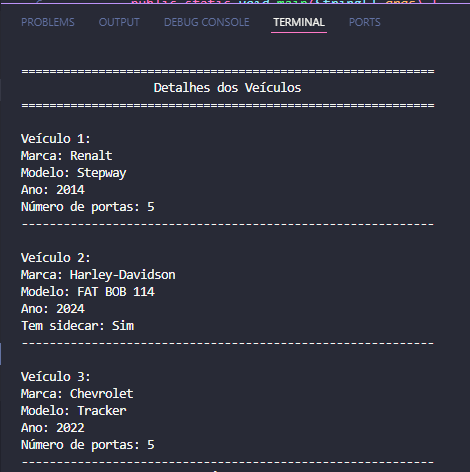 public static void main(String[] args) {
PROBLEMS OUTPUT DEBUG CONSOLE TERMINAL PORTS
===========================================================
Detalhes dos Veículos
===========================================================
Veículo 1:
Marca: Renalt
Modelo: Stepway
Ano: 2014
Número de portas: 5
-----------------------------------------------------------
Veículo 2:
Marca: Harley-Davidson
Modelo: FAT BOB 114
Ano: 2024
Tem sidecar: Sim
-----------------------------------------------------------
Veículo 3:
Marca: Chevrolet
Modelo: Tracker
Ano: 2022
Número de portas: 5
-----------------------------------------------------------